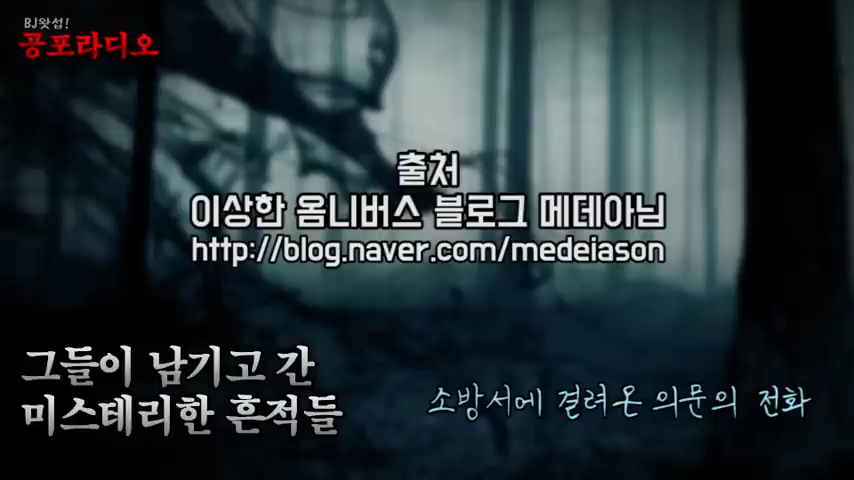 BJ왓섭!
공포라디오
출처
이상한 옴니버스 블로그 메데아님
http://blog.naver.com/medeiason
그들이 남기고 간
미스테리한 흔적들
소방서에 걸려온 의문의 전화